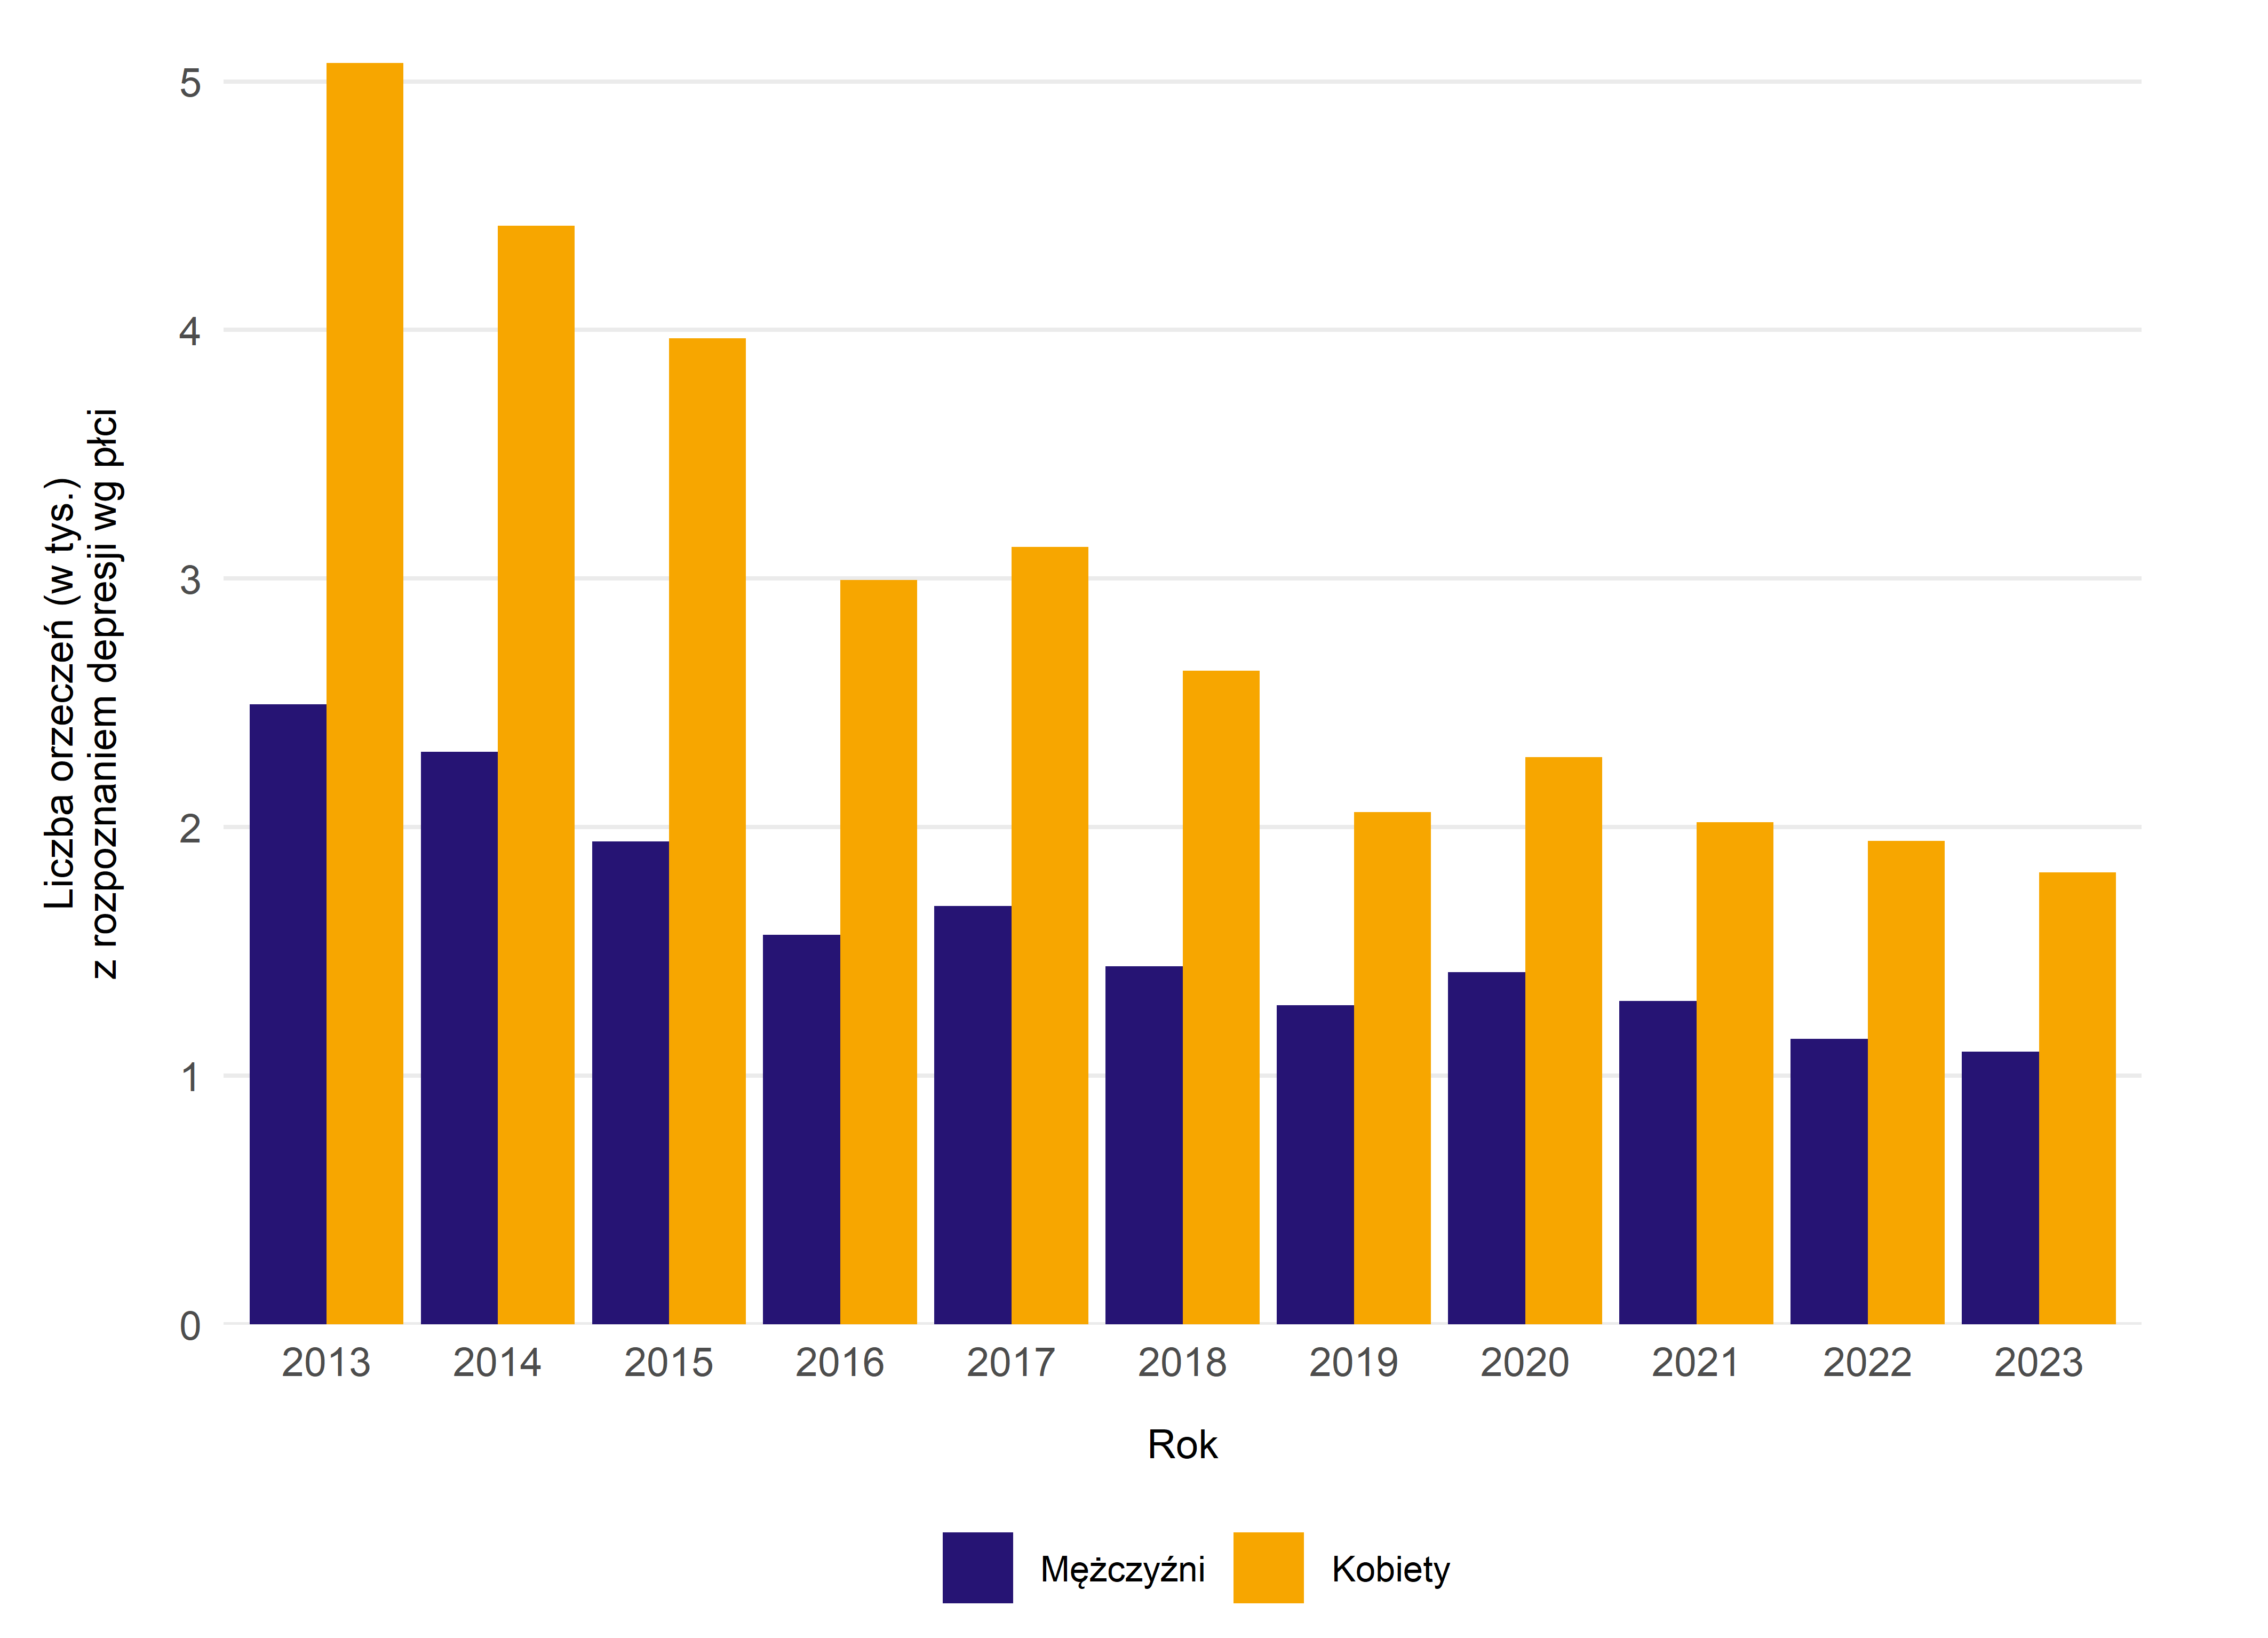 Liczba orzeczeń (w tys.)
z rozpoznaniem depresji wg płci
5
4
3
2
1
0
2013 2014 2015 2016 2017 2018 2019 2020 2021 2022 2023
Rok
Mężczyźni Kobiety